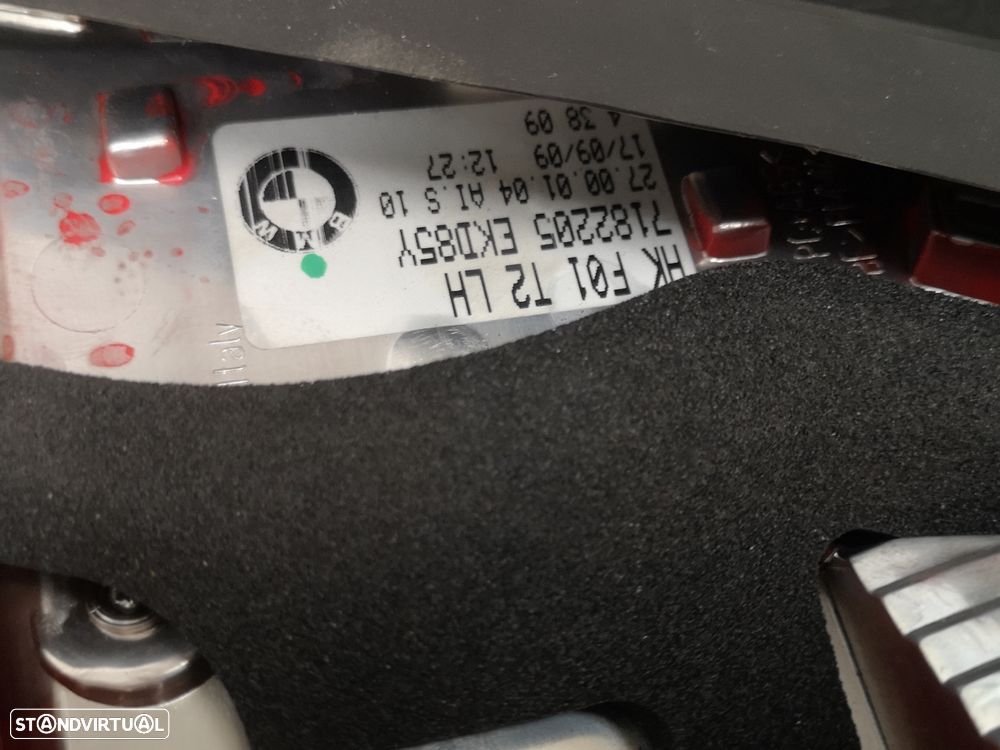 HK F01 T2 LH
7182205 EKD85Y
27.00.01.04 AI.S 10
17/09/09 12:27
4 38 09
BMW
Italy
STANDVIRTUAL